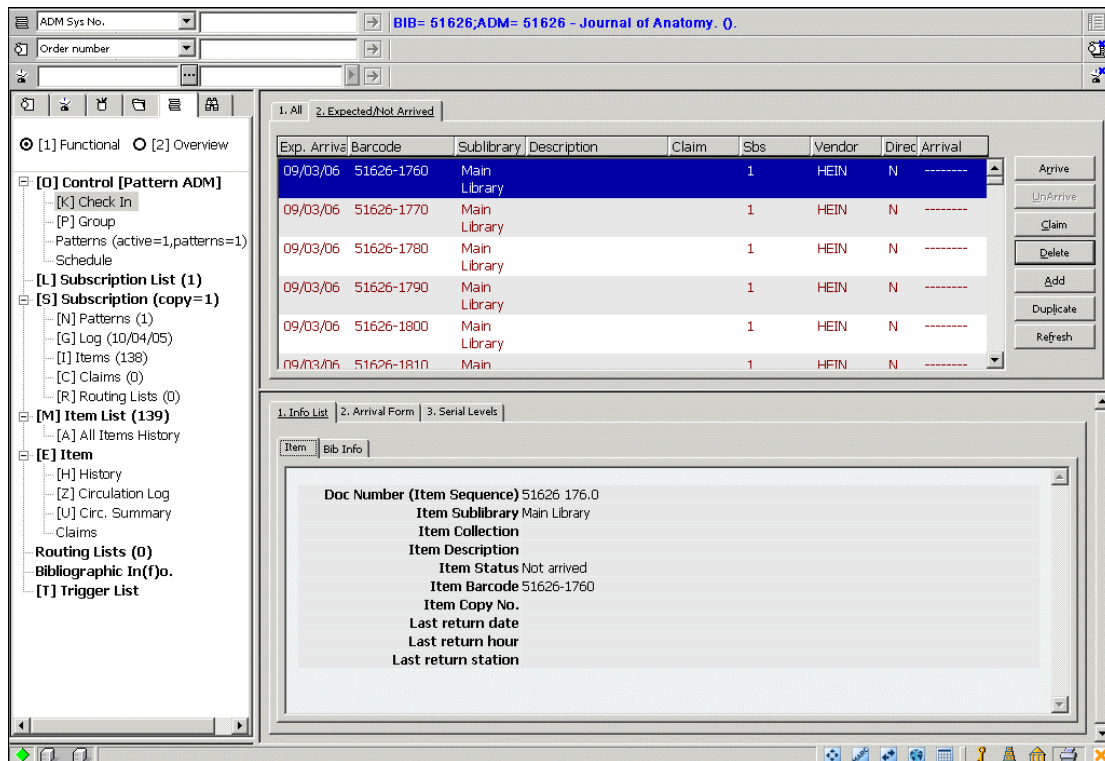 ADM Sys No.
BIB= 51626;ADM= 51626 - Journal of Anatomy. ().
Order number
[1] Functional [2] Overview
[O] Control [Pattern ADM]
[K] Check In
[P] Group
Patterns (active=1,patterns=1)
Schedule
[L] Subscription List (1)
[S] Subscription (copy=1)
[N] Patterns (1)
[G] Log (10/04/05)
[I] Items (138)
[C] Claims (0)
[R] Routing Lists (0)
[M] Item List (139)
[A] All Items History
[E] Item
[H] History
[Z] Circulation Log
[U] Circ. Summary
Claims
Routing Lists (0)
Bibliographic In(f)o.
[T] Trigger List
1. All 2. Expected/Not Arrived
Exp. Arriva Barcode Sublibrary Description Claim Sbs Vendor Direc Arrival
09/03/06 51626-1760 Main Library 1 HEIN N --------
09/03/06 51626-1770 Main Library 1 HEIN N --------
09/03/06 51626-1780 Main Library 1 HEIN N --------
09/03/06 51626-1790 Main Library 1 HEIN N --------
09/03/06 51626-1800 Main Library 1 HEIN N --------
09/03/06 51626-1810 Main 1 HEIN N --------
Arrive
UnArrive
Claim
Delete
Add
Duplicate
Refresh
1. Info List 2. Arrival Form 3. Serial Levels
Item Bib Info
Doc Number (Item Sequence) 51626 176.0
Item Sublibrary Main Library
Item Collection
Item Description
Item Status Not arrived
Item Barcode 51626-1760
Item Copy No.
Last return date
Last return hour
Last return station